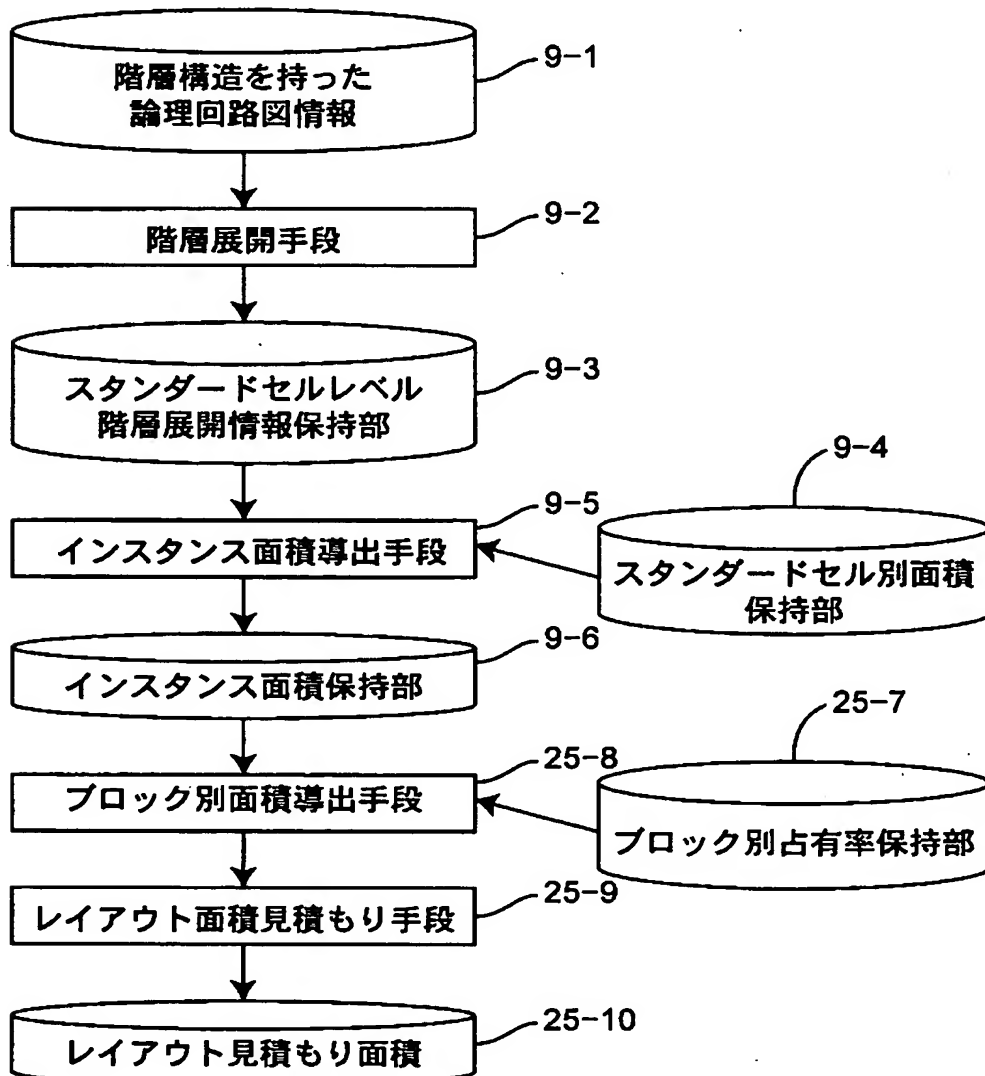 階層構造を持った
論理回路図情報
9-1
階層展開手段
9-2
スタンダードセルレベル
階層展開情報保持部
9-3
インスタンス面積導出手段
9-5
スタンダードセル別面積
保持部
9-4
インスタンス面積保持部
9-6
ブロック別面積導出手段
25-8
ブロック別占有率保持部
25-7
レイアウト面積見積もり手段
25-9
レイアウト見積もり面積
25-10